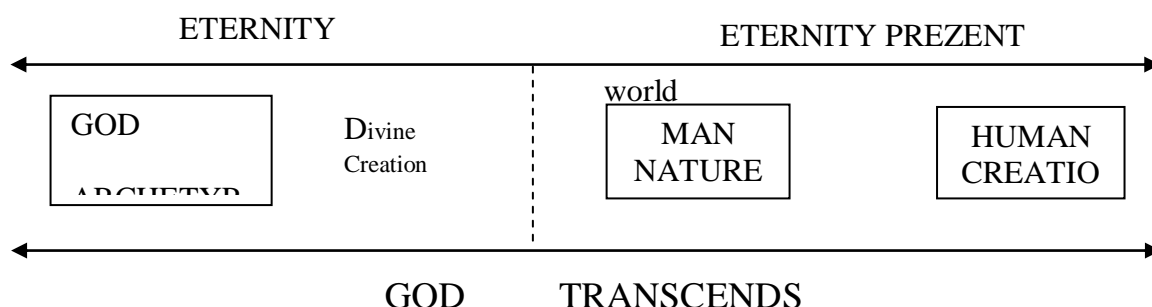 ETERNITY
ETERNITY PREZENT
world
GOD
Divine
Creation
MAN
NATURE
HUMAN
CREATIO
GOD TRANSCENDS